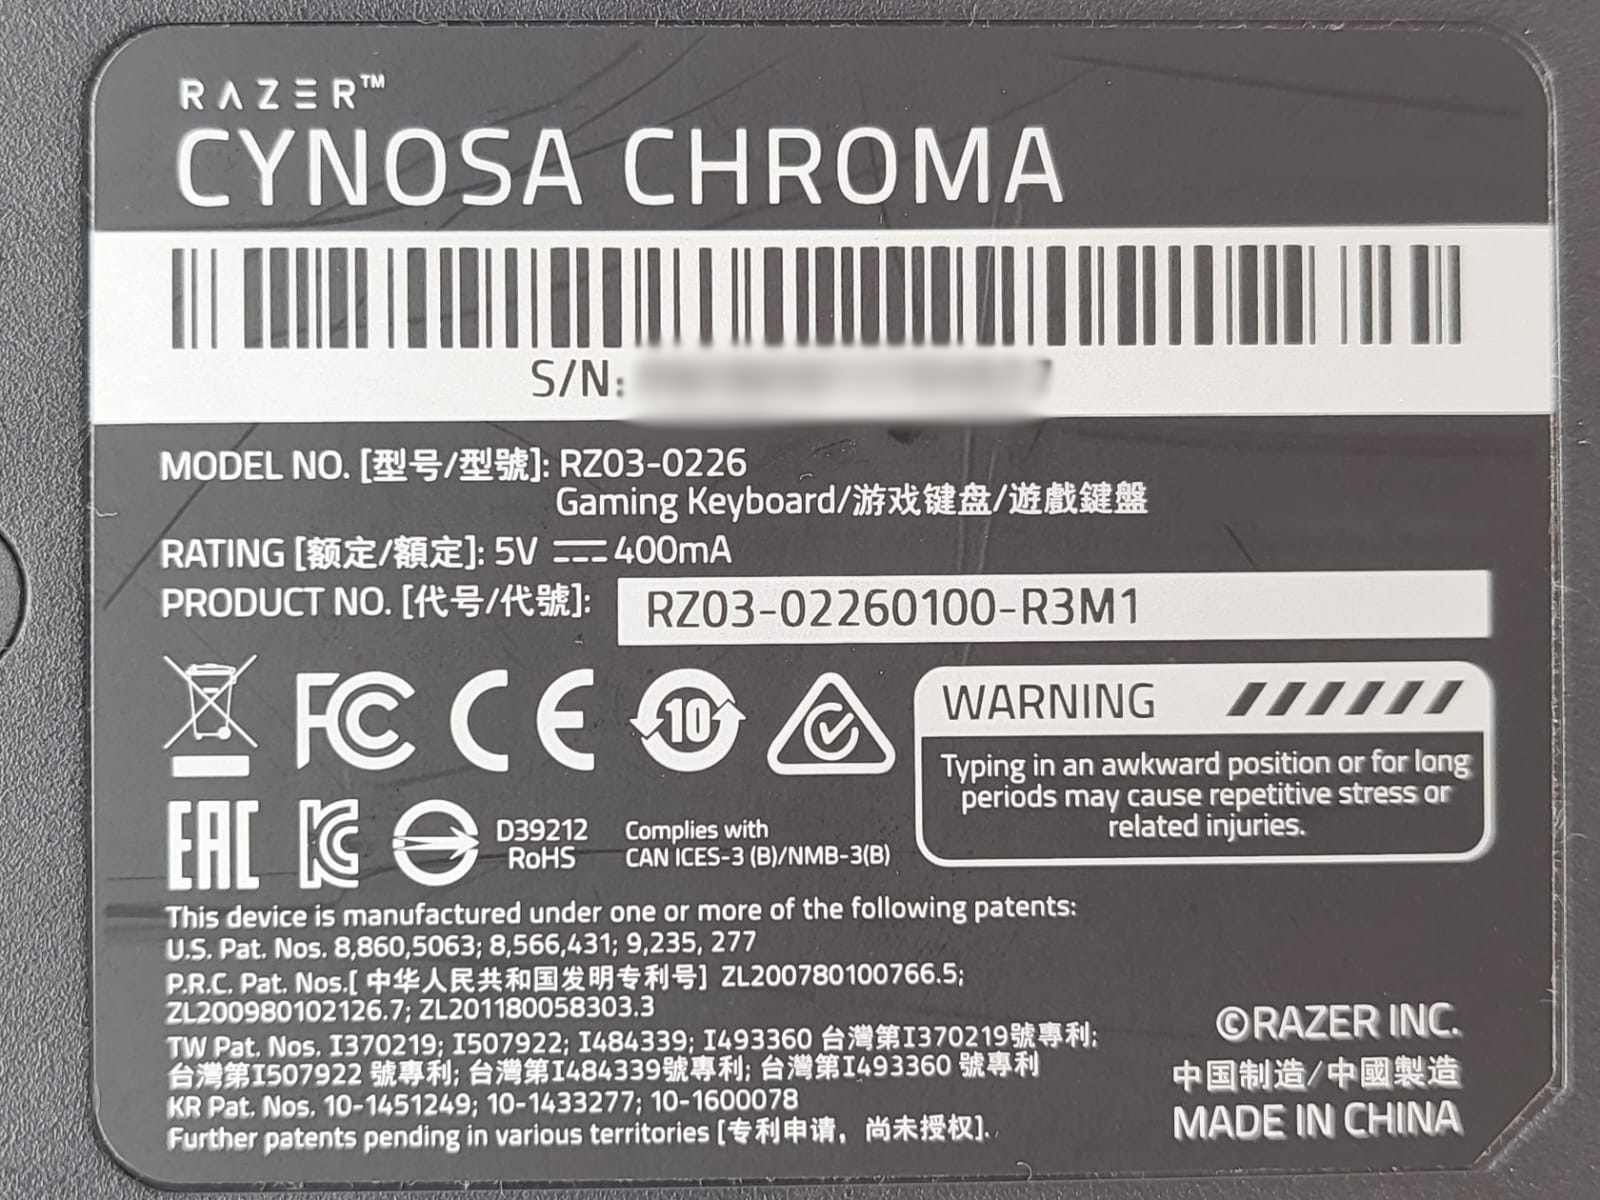 RAZER™
CYNOSA CHROMA
S/N:
MODEL NO. [型号/型號]: RZ03-0226
Gaming Keyboard/游戏键盘/遊戲鍵盤
RATING [额定/額定]: 5V ⎓ 400mA
PRODUCT NO. [代号/代號]: RZ03-02260100-R3M1
FC CE 10
WARNING
Typing in an awkward position or for long
periods may cause repetitive stress or
related injuries.
EAC KC
D39212
RoHS
Complies with
CAN ICES-3 (B)/NMB-3(B)
This device is manufactured under one or more of the following patents:
U.S. Pat. Nos. 8,860,5063; 8,566,431; 9,235, 277
P.R.C. Pat. Nos.[ 中华人民共和国发明专利号] ZL200780100766.5;
ZL200980102126.7; ZL201180058303.3
TW Pat. Nos. I370219; I507922; I484339; I493360 台灣第I370219號專利;
台灣第I507922 號專利; 台灣第I484339號專利; 台灣第I493360 號專利
KR Pat. Nos. 10-1451249; 10-1433277; 10-1600078
Further patents pending in various territories [专利申请，尚未授权].
©RAZER INC.
中国制造/中國製造
MADE IN CHINA